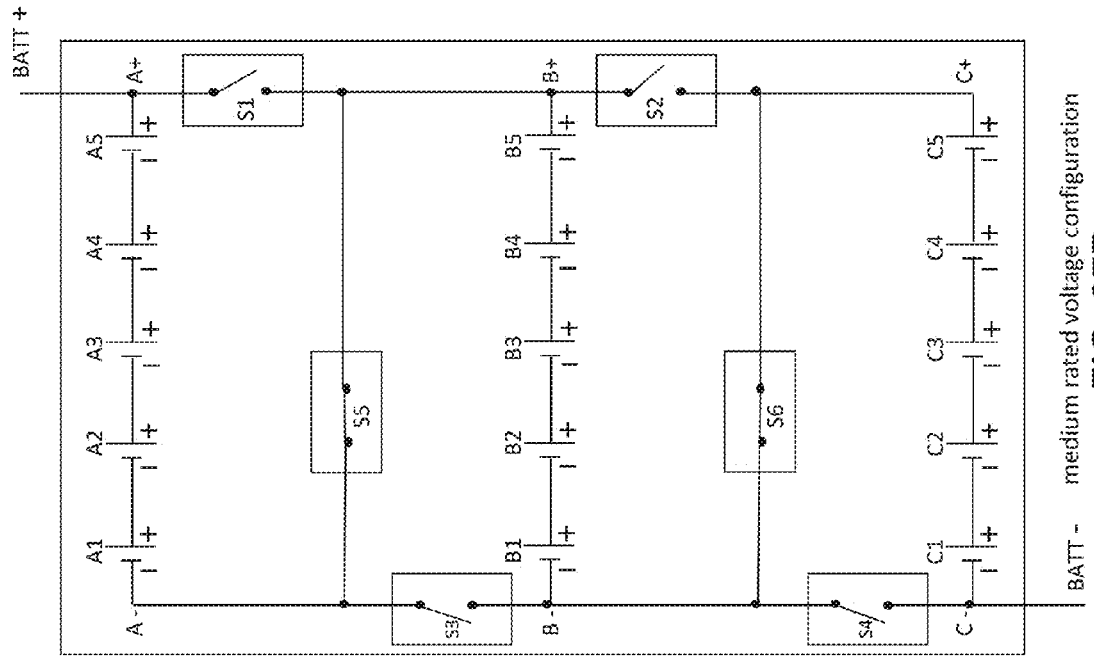 BATT +
A -
A1
A2
A3
A4
A5
A+
− +
− +
− +
− +
− +
S1
S5
S3
B -
B1
B2
B3
B4
B5
B+
− +
− +
− +
− +
− +
S2
S6
S4
C -
C1
C2
C3
C4
C5
C+
− +
− +
− +
− +
− +
BATT -
medium rated voltage configuration